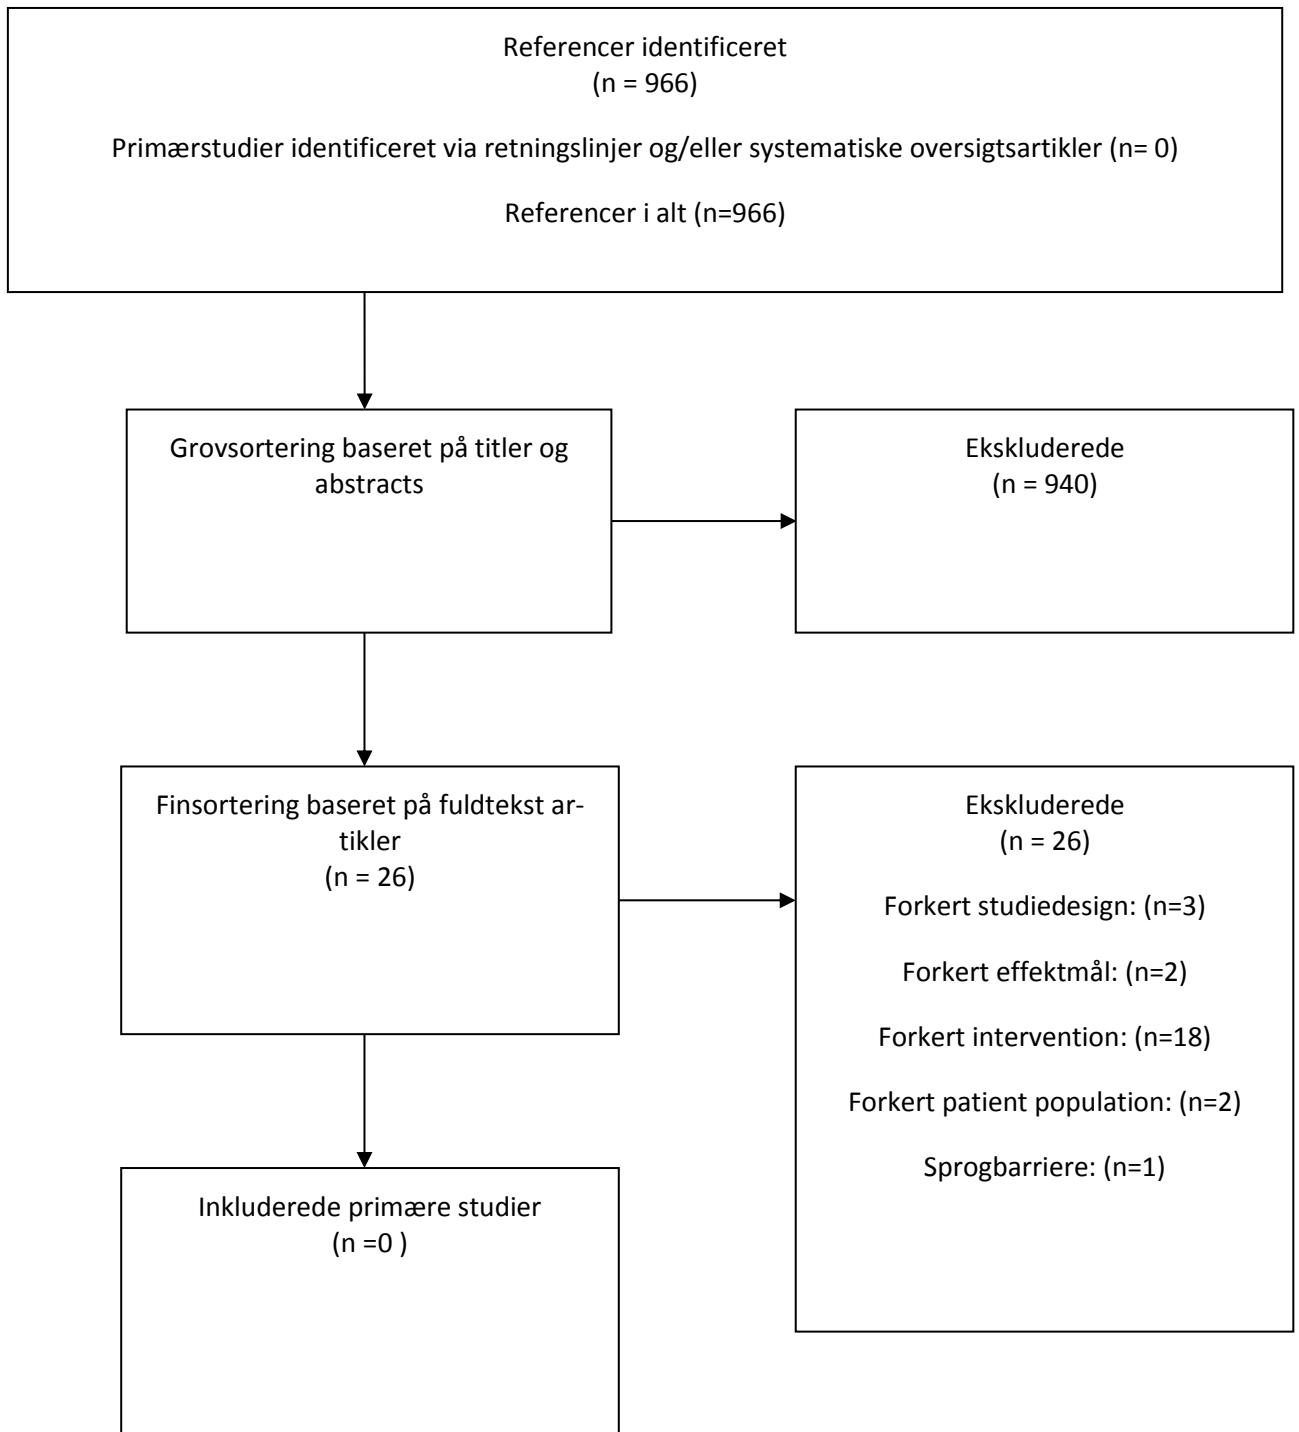 Referencer identificeret
(n = 966)
Primærstudier identificeret via retningslinjer og/eller systematiske oversigtsartikler (n= 0)
Referencer i alt (n=966)
Grovsortering baseret på titler og
abstracts
Ekskluderede
(n = 940)
Finsortering baseret på fuldtekst ar-
tikler
(n = 26)
Ekskluderede
(n = 26)
Forkert studiedesign: (n=3)
Forkert effektmål: (n=2)
Forkert intervention: (n=18)
Forkert patient population: (n=2)
Sprogbarriere: (n=1)
Inkluderede primære studier
(n =0 )